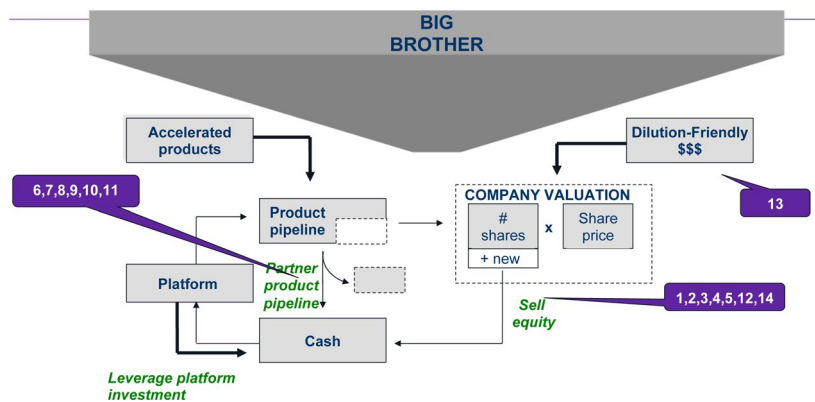 BIG
BROTHER
Accelerated
products
Dilution-Friendly
$$$
6,7,8,9,10,11
13
COMPANY VALUATION
Product
pipeline
#
shares
x
Share
price
+ new
Platform
Partner
product
pipeline
Sell
equity
1,2,3,4,5,12,14
Cash
Leverage platform
investment